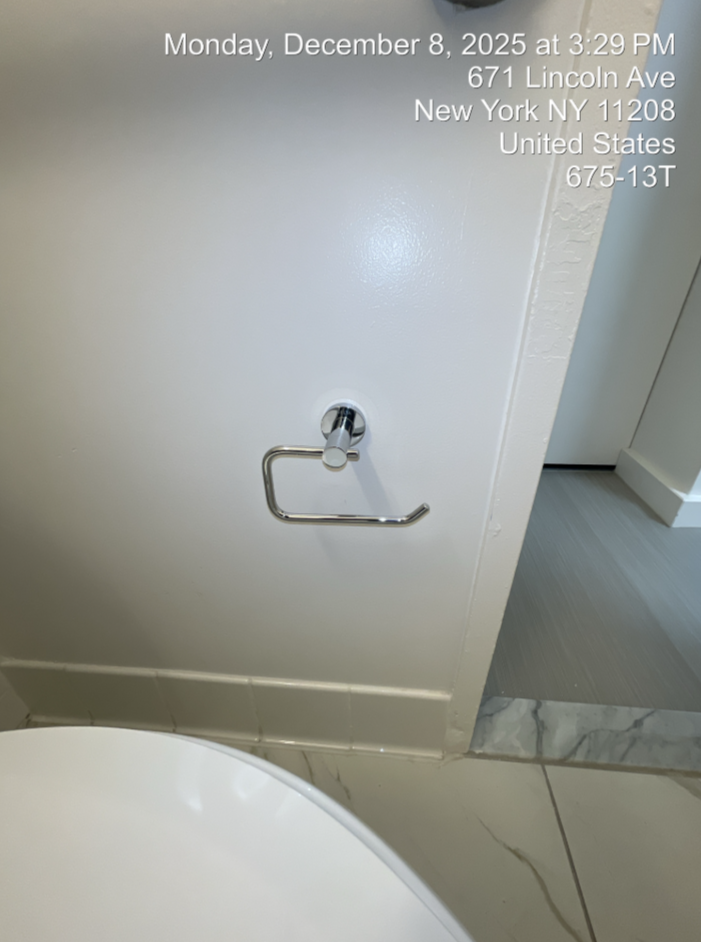 Monday, December 8, 2025 at 3:29 PM
671 Lincoln Ave
New York NY 11208
United States
675-13T